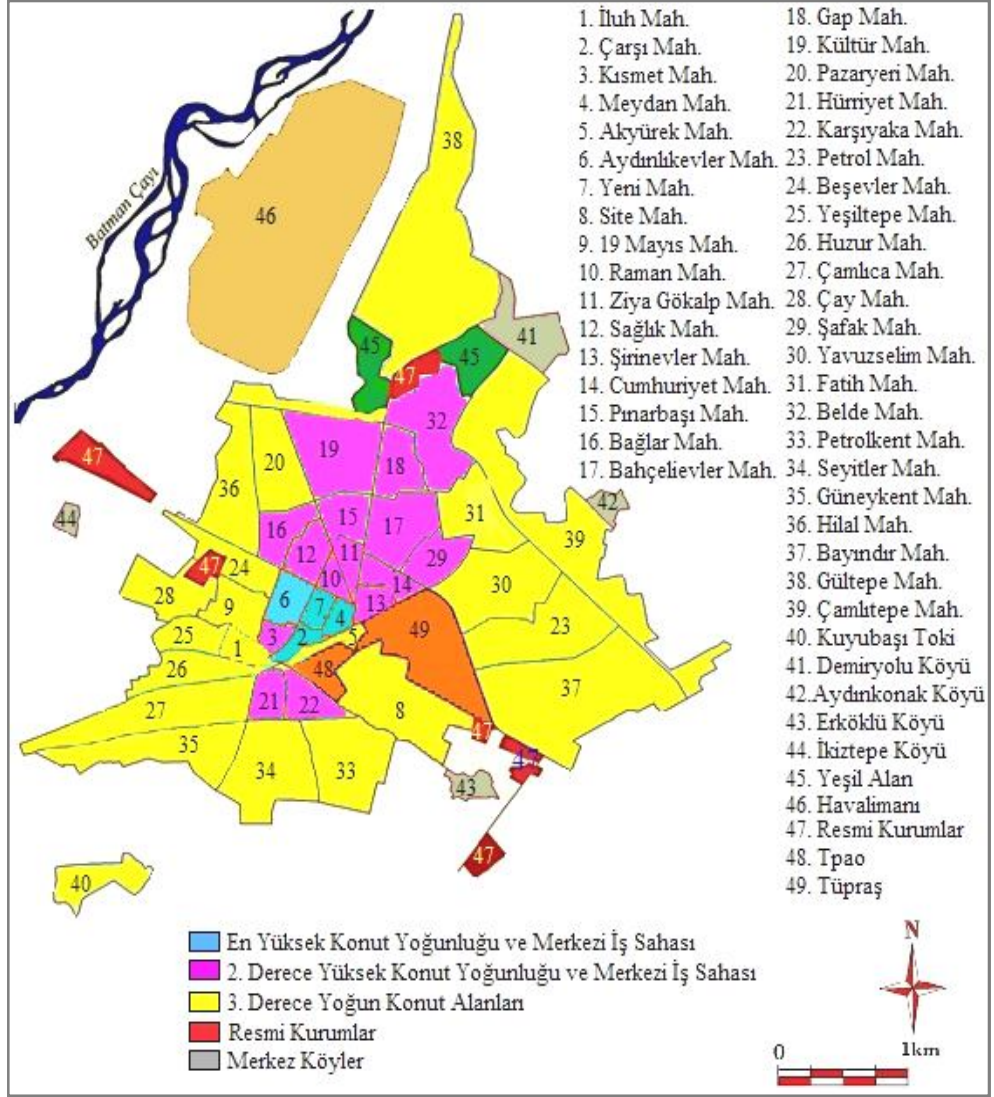 1. İluh Mah.
2. Çarşı Mah.
3. Kısmet Mah.
4. Meydan Mah.
5. Akyürek Mah.
6. Aydınlıkevler Mah.
7. Yeni Mah.
8. Site Mah.
9. 19 Mayıs Mah.
10. Raman Mah.
11. Ziya Gökalp Mah.
12. Sağlık Mah.
13. Şirinevler Mah.
14. Cumhuriyet Mah.
15. Pınarbaşı Mah.
16. Bağlar Mah.
17. Bahçelievler Mah.
18. Gap Mah.
19. Kültür Mah.
20. Pazaryeri Mah.
21. Hürriyet Mah.
22. Karşıyaka Mah.
23. Petrol Mah.
24. Beşevler Mah.
25. Yeşiltepe Mah.
26. Huzur Mah.
27. Çamlıca Mah.
28. Çay Mah.
29. Şafak Mah.
30. Yavuzselim Mah.
31. Fatih Mah.
32. Belde Mah.
33. Petrolkent Mah.
34. Seyitler Mah.
35. Güneykent Mah.
36. Hilal Mah.
37. Bayındır Mah.
38. Gültepe Mah.
39. Çamlıtepe Mah.
40. Kuyubaşı Toki
41. Demiryolu Köyü
42. Aydınkonak Köyü
43. Erköklü Köyü
44. İkiztepe Köyü
45. Yeşil Alan
46. Havalimanı
47. Resmi Kurumlar
48. Tpao
49. Tüpraş
Batman Çayı
38
46
41
45
45
47
32
19
20
18
47
36
42
44
31
15
17
16
39
11
12
29
47
24
10
14
30
28
6
7
13
9
4
23
49
25
3
2
5
1
48
26
37
21
22
8
27
47
35
47
34
33
43
47
40
En Yüksek Konut Yoğunluğu ve Merkezi İş Sahası
2. Derece Yüksek Konut Yoğunluğu ve Merkezi İş Sahası
3. Derece Yoğun Konut Alanları
Resmi Kurumlar
Merkez Köyler
N
0 1km